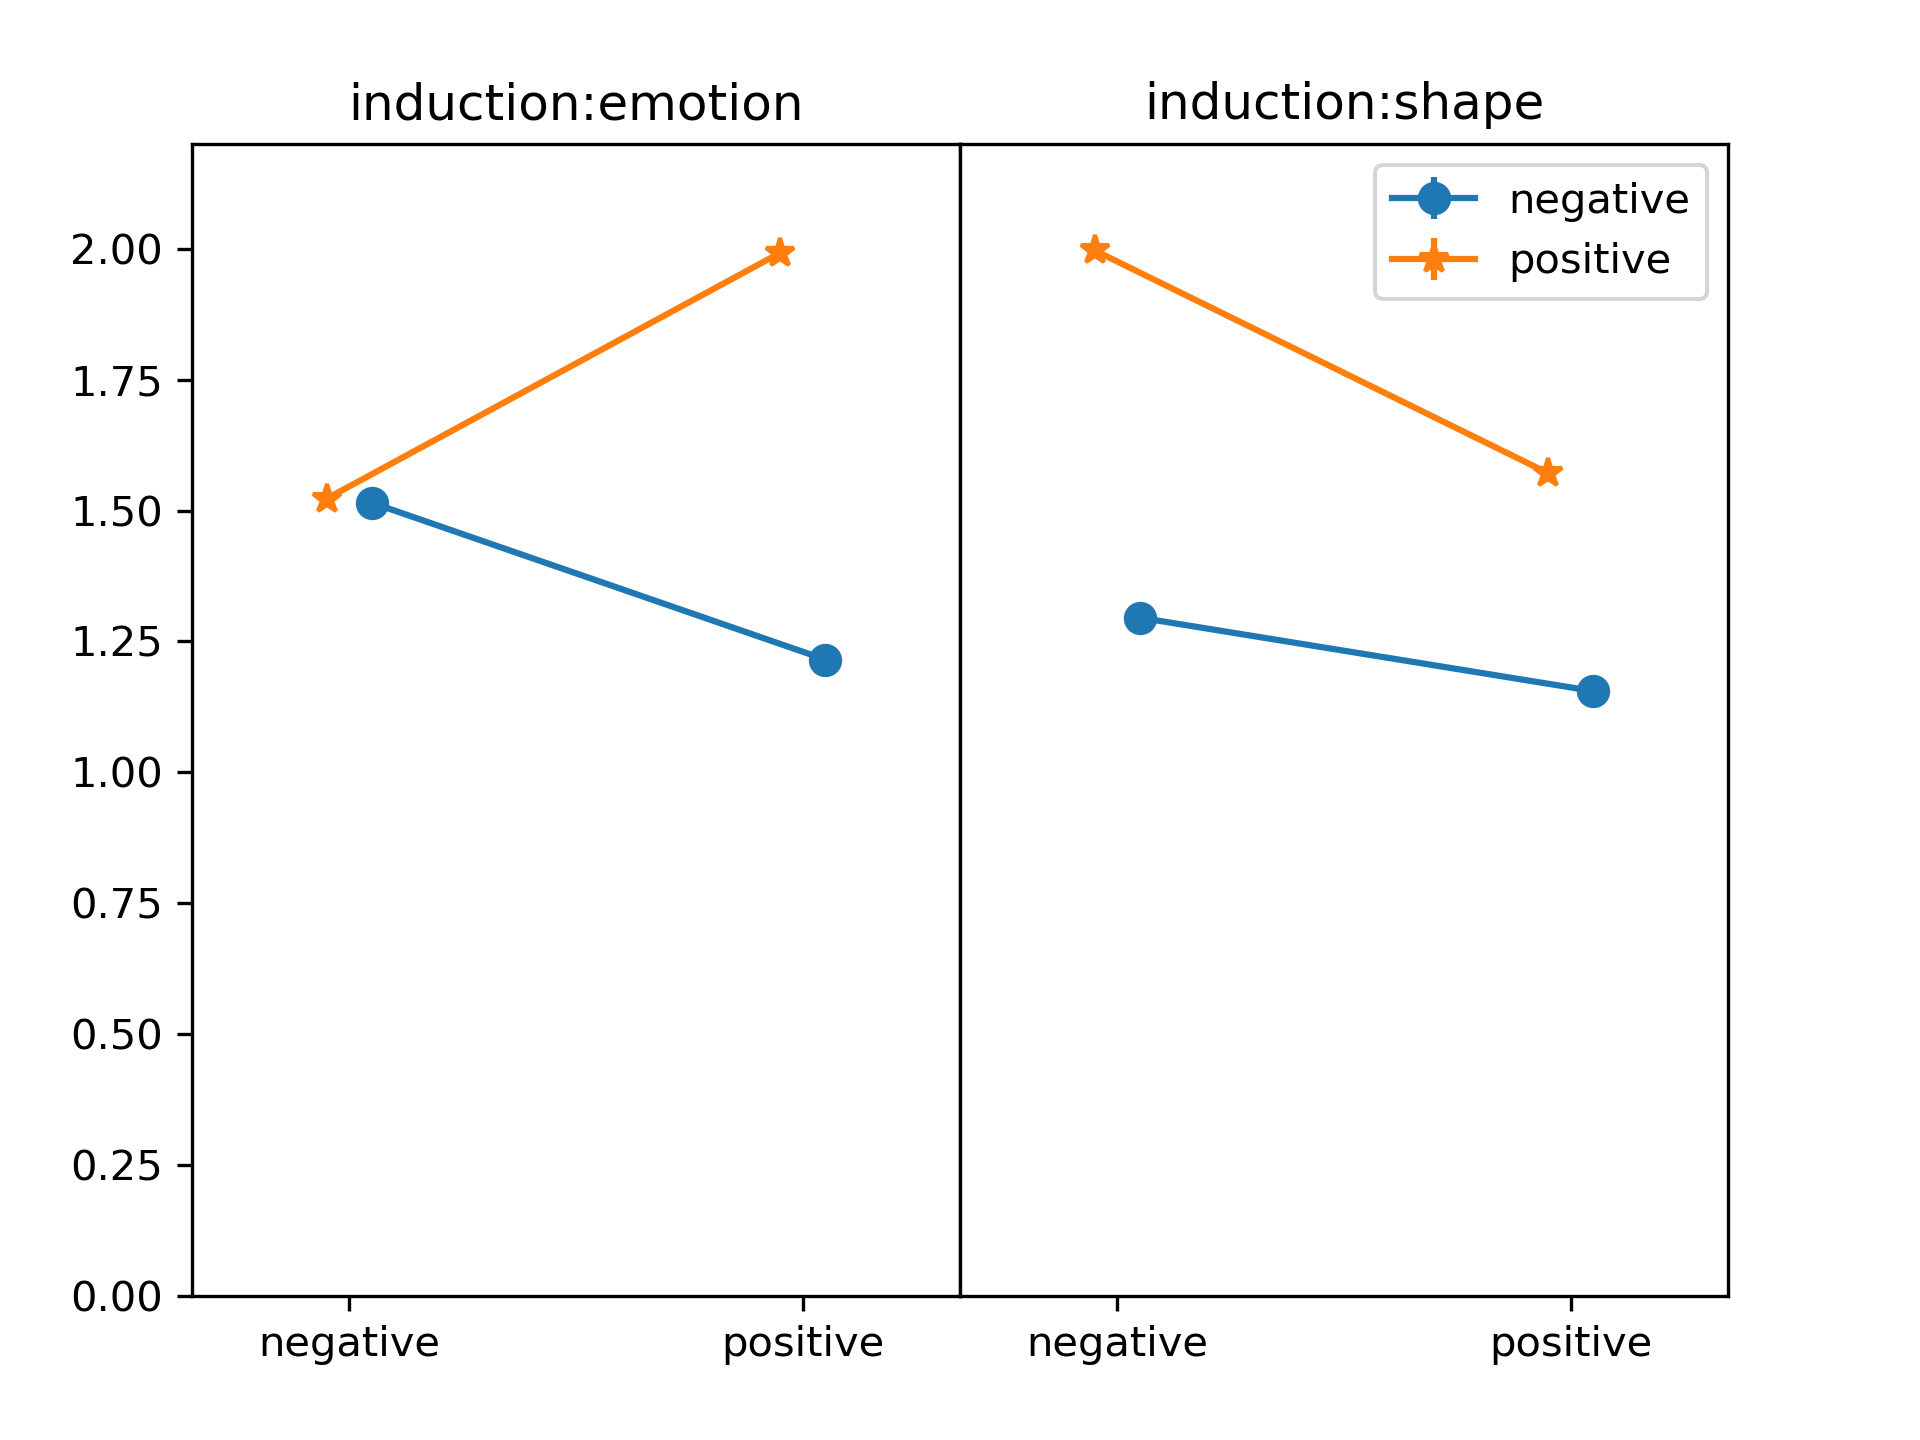 induction:emotion
induction:shape
negative
positive
2.00
1.75
1.50
1.25
1.00
0.75
0.50
0.25
0.00
negative
positive
negative
positive